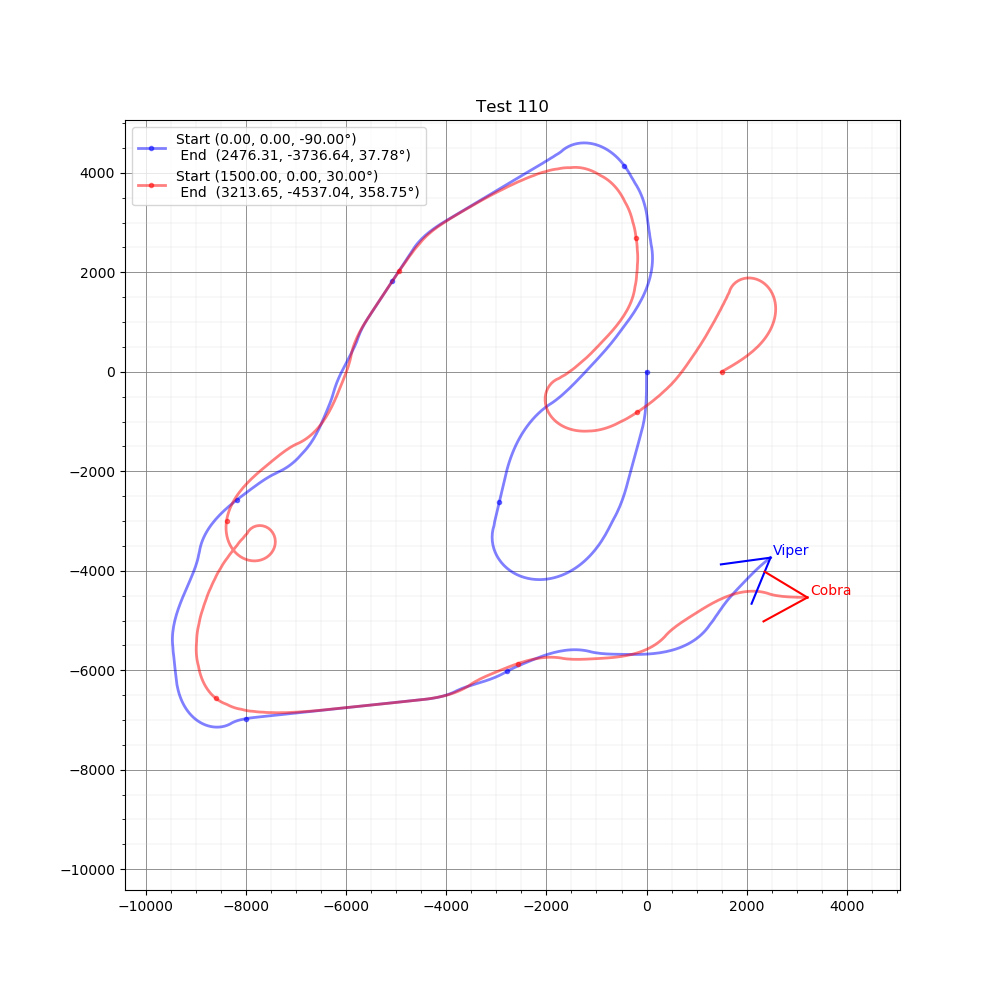 Test 110
Start (0.00, 0.00, -90.00°)
End  (2476.31, -3736.64, 37.78°)
Start (1500.00, 0.00, 30.00°)
End  (3213.65, -4537.04, 358.75°)
4000
2000
0
−2000
−4000
−6000
−8000
−10000
Viper
Cobra
−10000
−8000
−6000
−4000
−2000
0
2000
4000